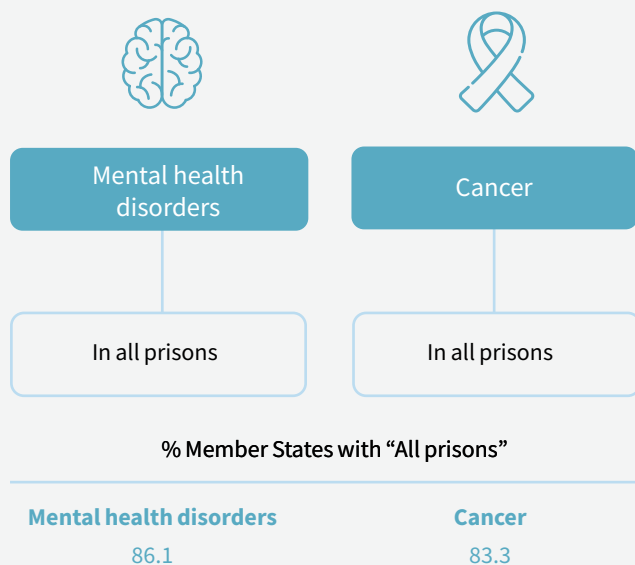 Mental health
disorders
Cancer
In all prisons
In all prisons
% Member States with “All prisons”
Mental health disorders
Cancer
86.1
83.3